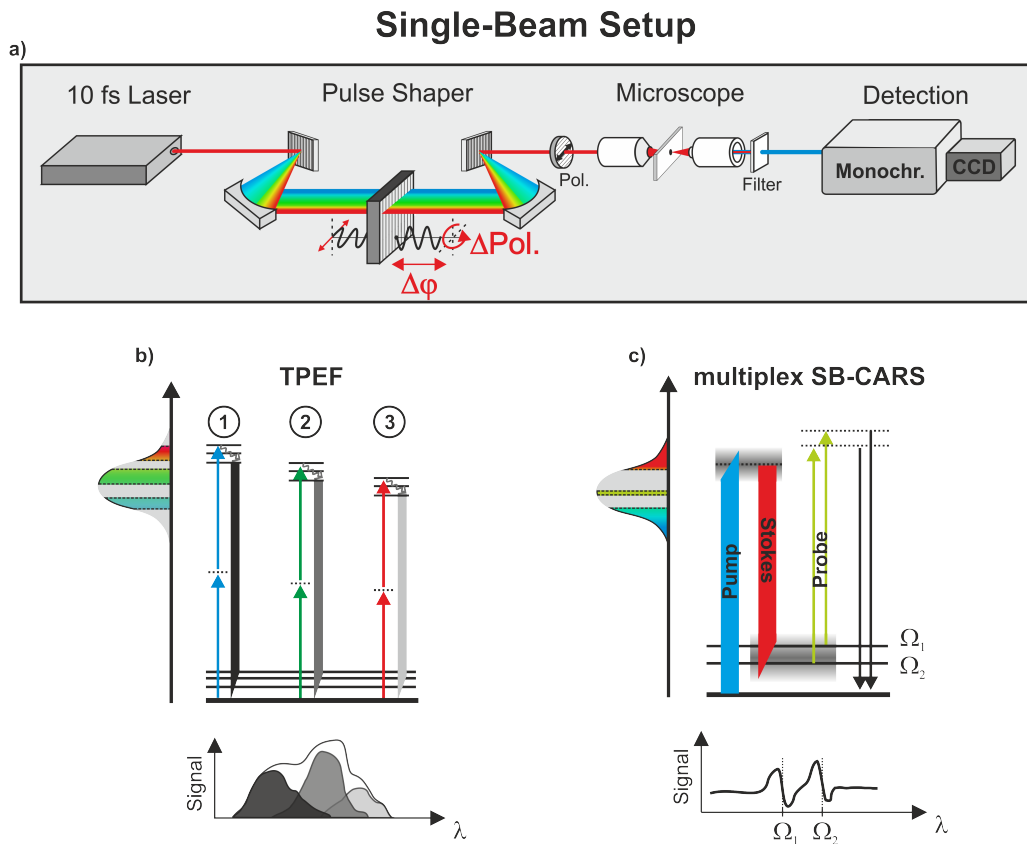 Single-Beam Setup
a)
10 fs Laser
Pulse Shaper
Microscope
Detection
Pol.
Filter
Monochr.
CCD
ΔPol.
Δφ
b)
TPEF
1
2
3
Signal
λ
c)
multiplex SB-CARS
Pump
Stokes
Probe
Ω₁
Ω₂
Signal
Ω₁
Ω₂
λ